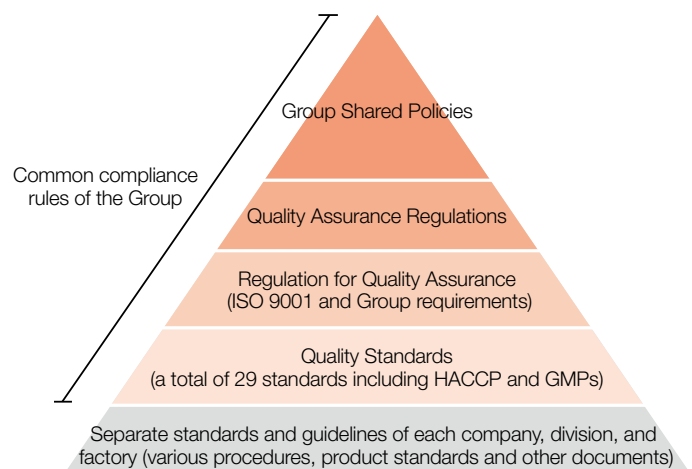 Group Shared Policies
Common compliance
rules of the Group
Quality Assurance Regulations
Regulation for Quality Assurance
(ISO 9001 and Group requirements)
Quality Standards
(a total of 29 standards including HACCP and GMPs)
Separate standards and guidelines of each company, division, and
factory (various procedures, product standards and other documents)